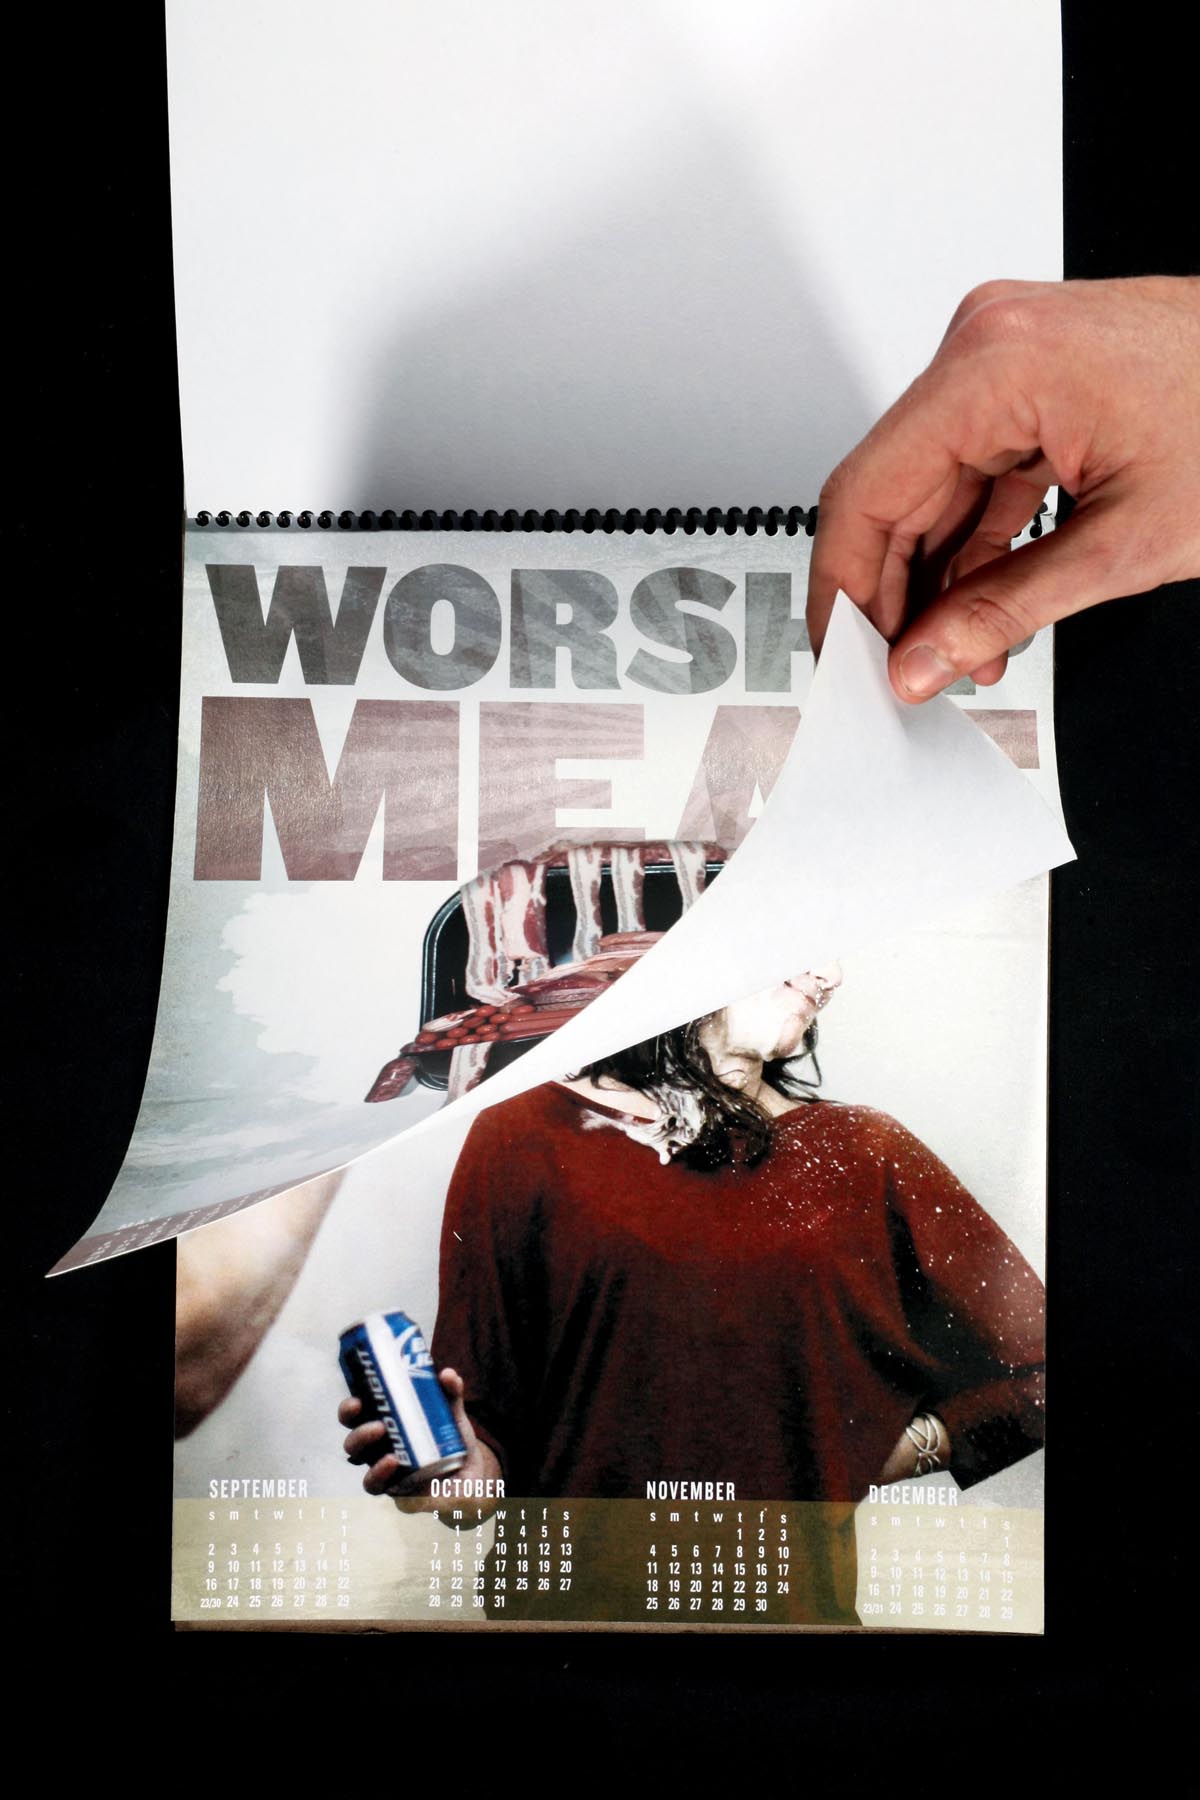 WORSHIP
MEAT
BUD LIGHT
SEPTEMBER
s m t w t f s
1
2 3 4 5 6 7 8
9 10 11 12 13 14 15
16 17 18 19 20 21 22
23/30 24 25 26 27 28 29
OCTOBER
s m t w t f s
1 2 3 4 5 6
7 8 9 10 11 12 13
14 15 16 17 18 19 20
21 22 23 24 25 26 27
28 29 30 31
NOVEMBER
s m t w t f s
1 2 3
4 5 6 7 8 9 10
11 12 13 14 15 16 17
18 19 20 21 22 23 24
25 26 27 28 29 30
DECEMBER
s m t w t f s
1
2 3 4 5 6 7 8
9 10 11 12 13 14 15
16 17 18 19 20 21 22
23/31 24 25 26 27 28 29